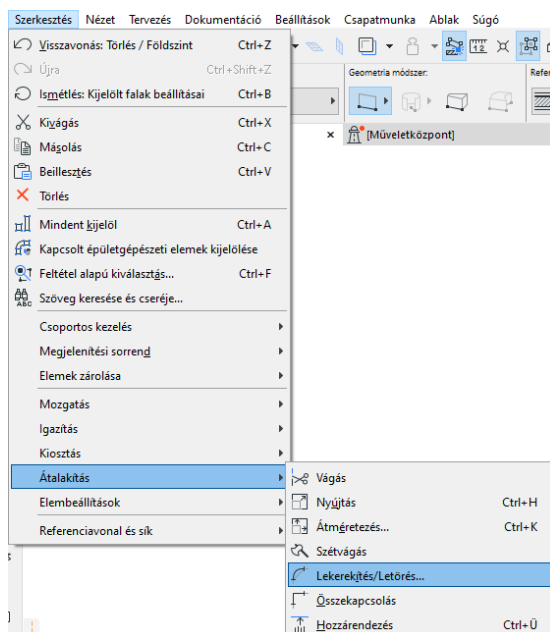 Szerkesztés Nézet Tervezés Dokumentáció Beállítások Csapatmunka Ablak Súgó
Visszavonás: Törlés / Földszint Ctrl+Z
Újra Ctrl+Shift+Z
Ismétlés: Kijelölt falak beállításai Ctrl+B
Geometria módszer:
Kivágás Ctrl+X
[Műveletközpont]
Másolás Ctrl+C
Beillesztés Ctrl+V
Törlés
Mindent kijelöl Ctrl+A
Kapcsolt épületgépészeti elemek kijelölése
Feltétel alapú kiválasztás... Ctrl+F
Szöveg keresése és cseréje...
Csoportos kezelés
Megjelenítési sorrend
Elemek zárolása
Mozgatás
Igazítás
Kiosztás
Átalakítás
Elembeállítások
Referenciavonal és sík
Vágás
Nyújtás Ctrl+H
Átméretezés... Ctrl+K
Szétvágás
Lekerekítés/Letörés...
Összekapcsolás
Hozzárendezés Ctrl+Ü